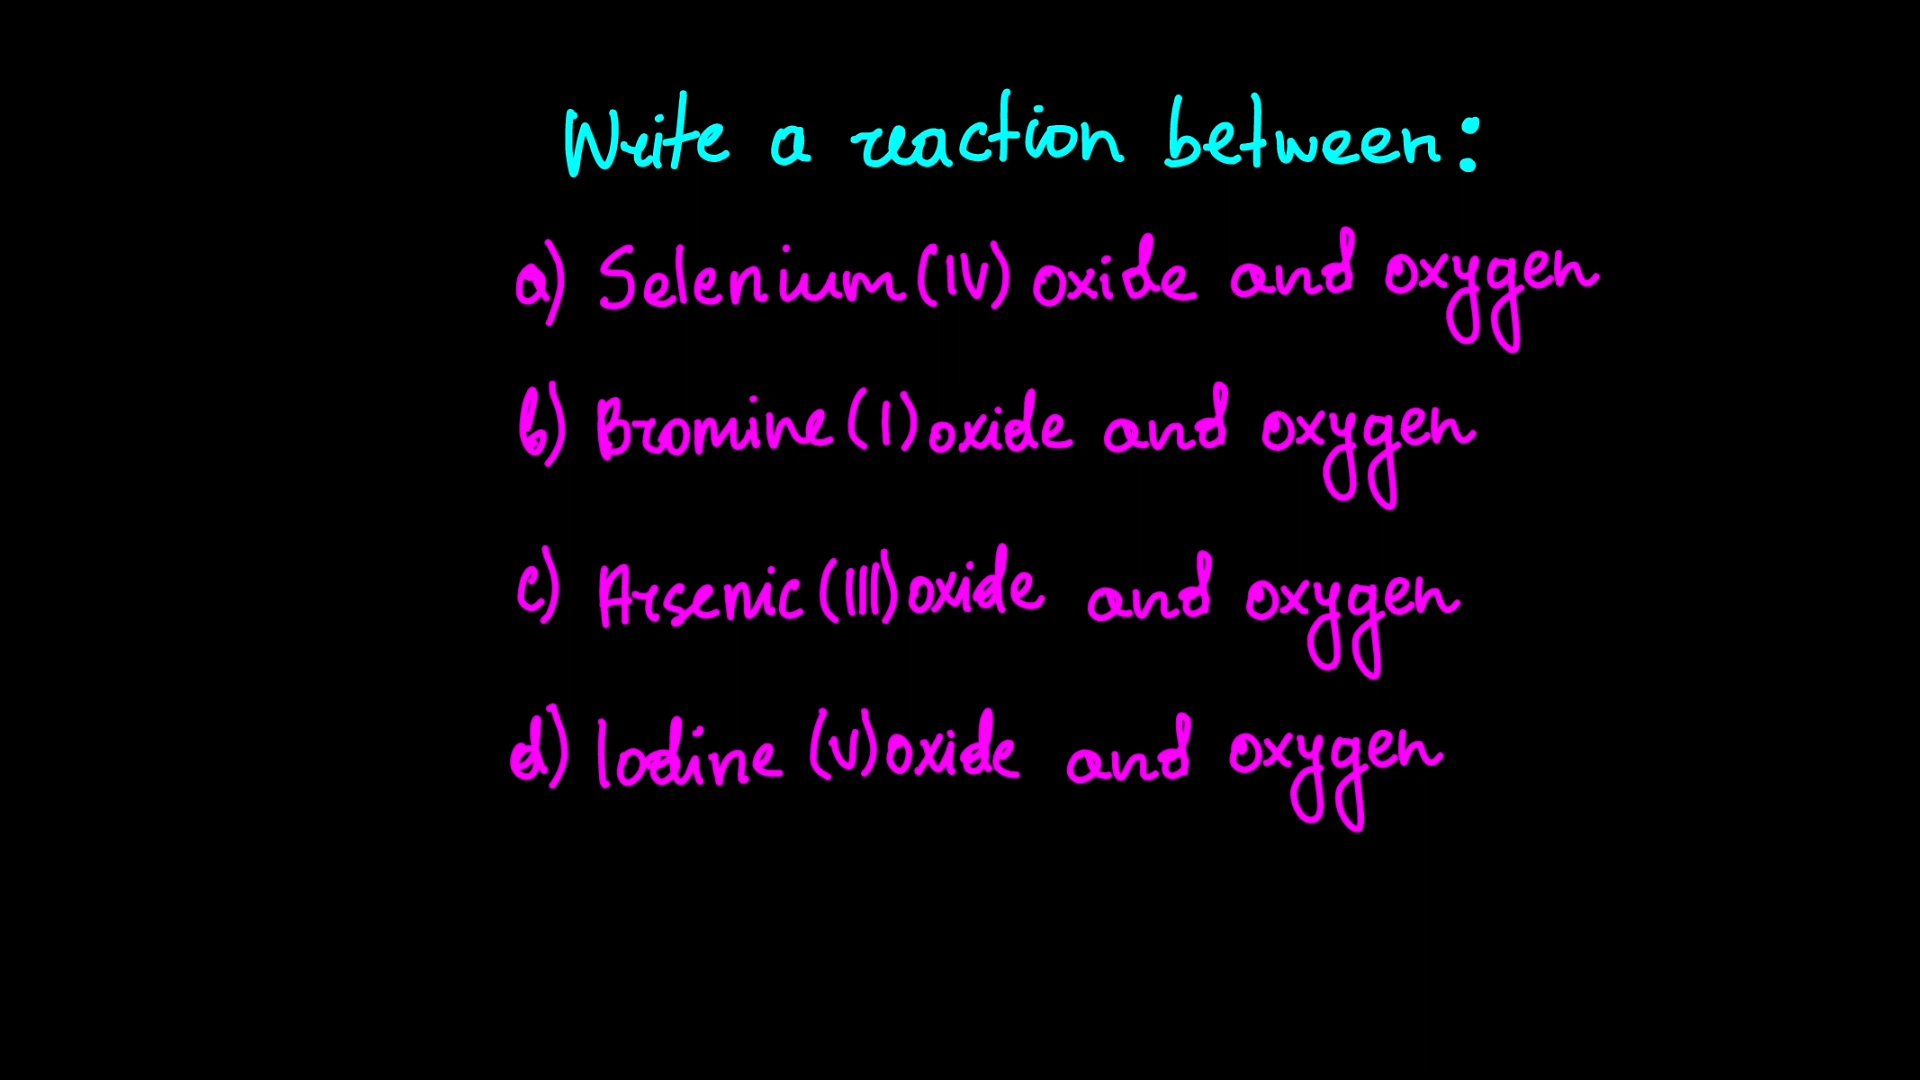 Write a reaction between:
a) Selenium (IV) oxide and oxygen
b) Bromine (I) oxide and oxygen
c) Arsenic (III) oxide and oxygen
d) Iodine (V) oxide and oxygen